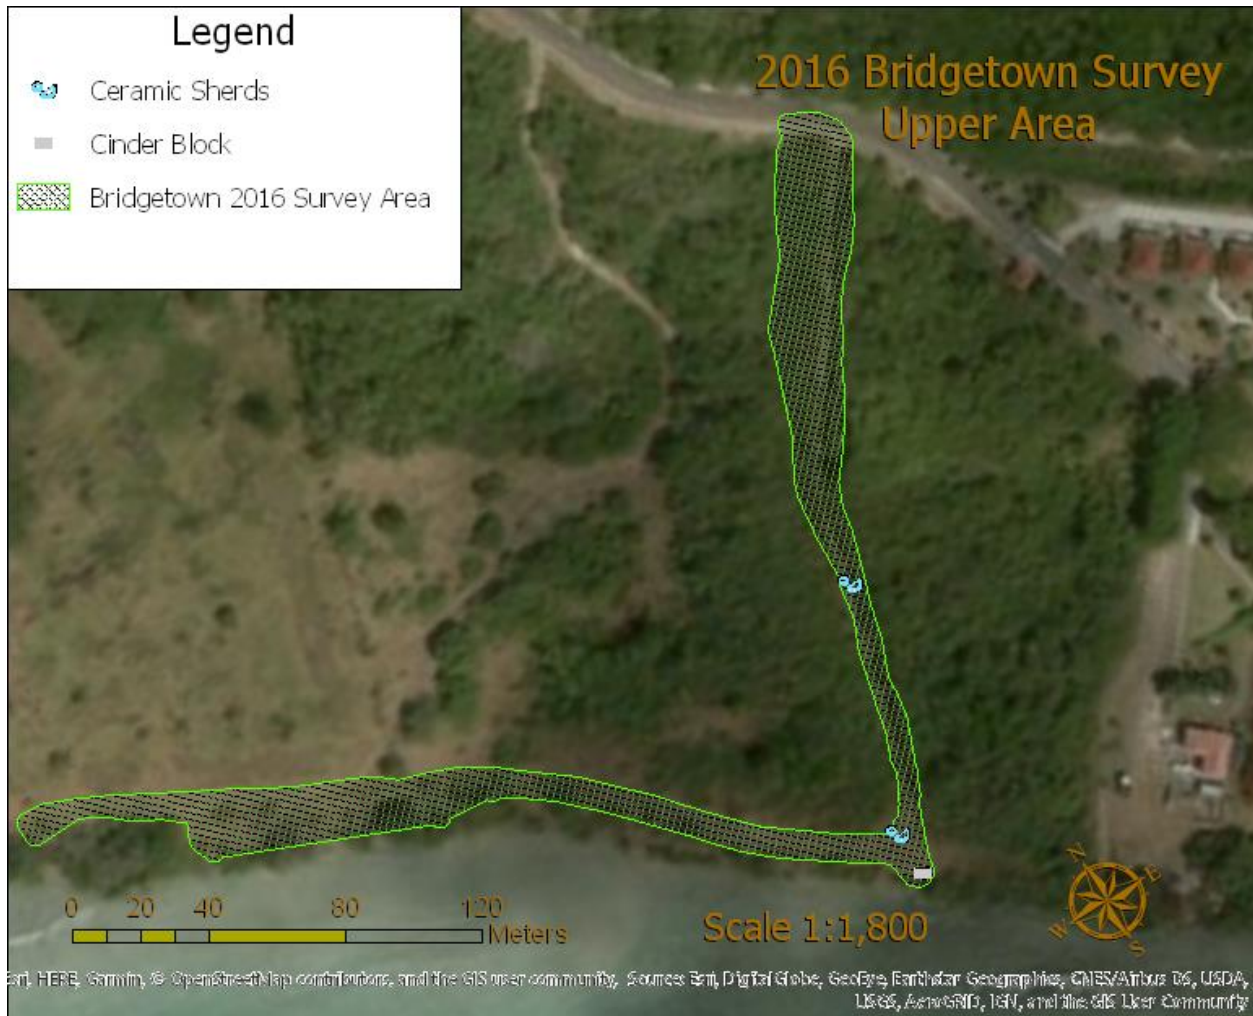 Legend
Ceramic Sherds
Cinder Block
Bridgetown 2016 Survey Area
2016 Bridgetown Survey
Upper Area
0 20 40 80 120
Meters
Scale 1:1,800
N
E
W
S
Esri, HERE, Garmin, © OpenStreetMap contributors, and the GIS user community, Source: Esri, DigitalGlobe, GeoEye, Earthstar Geographics, CNES/Airbus DS, USDA,
USGS, AeroGRID, IGN, and the GIS User Community